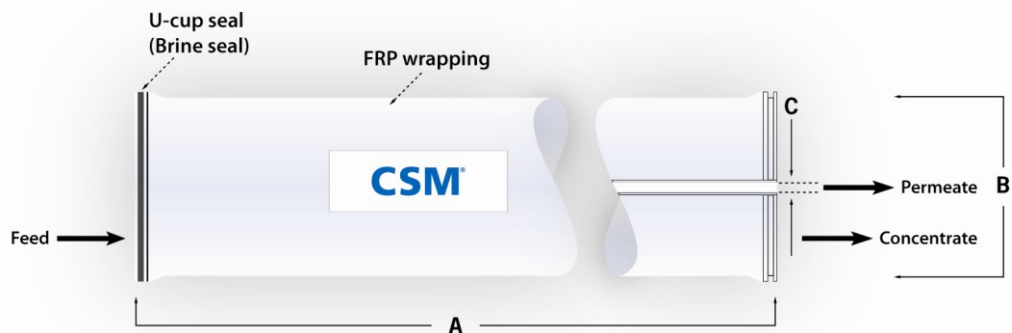 U-cup seal
(Brine seal)
FRP wrapping
C
CSM®
Permeate
B
Feed
Concentrate
A